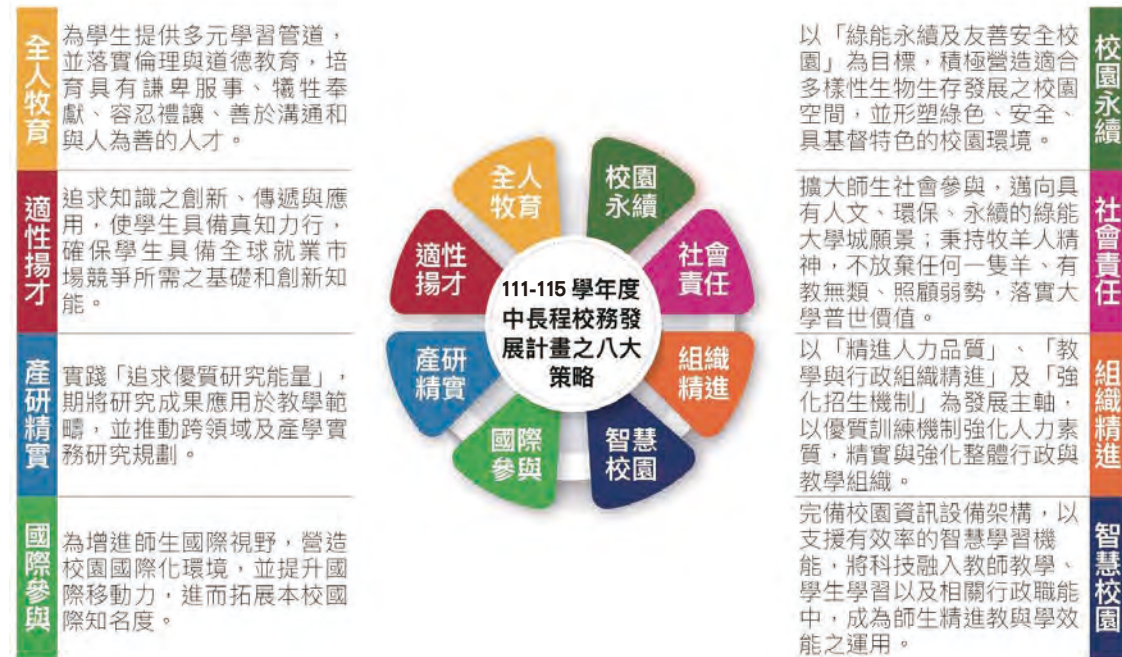 全人牧育
為學生提供多元學習管道，
並落實倫理與道德教育，培
育具有謙卑服事、犧牲奉
獻、容忍禮讓、善於溝通和
與人為善的人才。
適性揚才
追求知識之創新、傳遞與應
用，使學生具備真知力行，
確保學生具備全球就業市
場競爭所需之基礎和創新知
能。
產研精實
實踐「追求優質研究能量」，
期將研究成果應用於教學範
疇，並推動跨領域及產學實
務研究規劃。
國際參與
為增進師生國際視野，營造
校園國際化環境，並提升國
際移動力，進而拓展本校國
際知名度。
全人
牧育
校園
永續
適性
揚才
社會
責任
111-115 學年度
中長程校務發
展計畫之八大
策略
產研
精實
組織
精進
國際
參與
智慧
校園
以「綠能永續及友善安全校
園」為目標，積極營造適合
多樣性生物生存發展之校園
空間，並形塑綠色、安全、
具基督特色的校園環境。
校園永續
擴大師生社會參與，邁向具
有人文、環保、永續的綠能
大學城願景；秉持牧羊人精
神，不放棄任何一隻羊、有
教無類、照顧弱勢，落實大
學普世價值。
社會責任
以「精進人力品質」、「教
學與行政組織精進」及「強
化招生機制」為發展主軸，
以優質訓練機制強化人力素
質，精實與強化整體行政與
教學組織。
組織精進
完備校園資訊設備架構，以
支援有效率的智慧學習機
能，將科技融入教師教學、
學生學習以及相關行政職能
中，成為師生精進教與學效
能之運用。
智慧校園